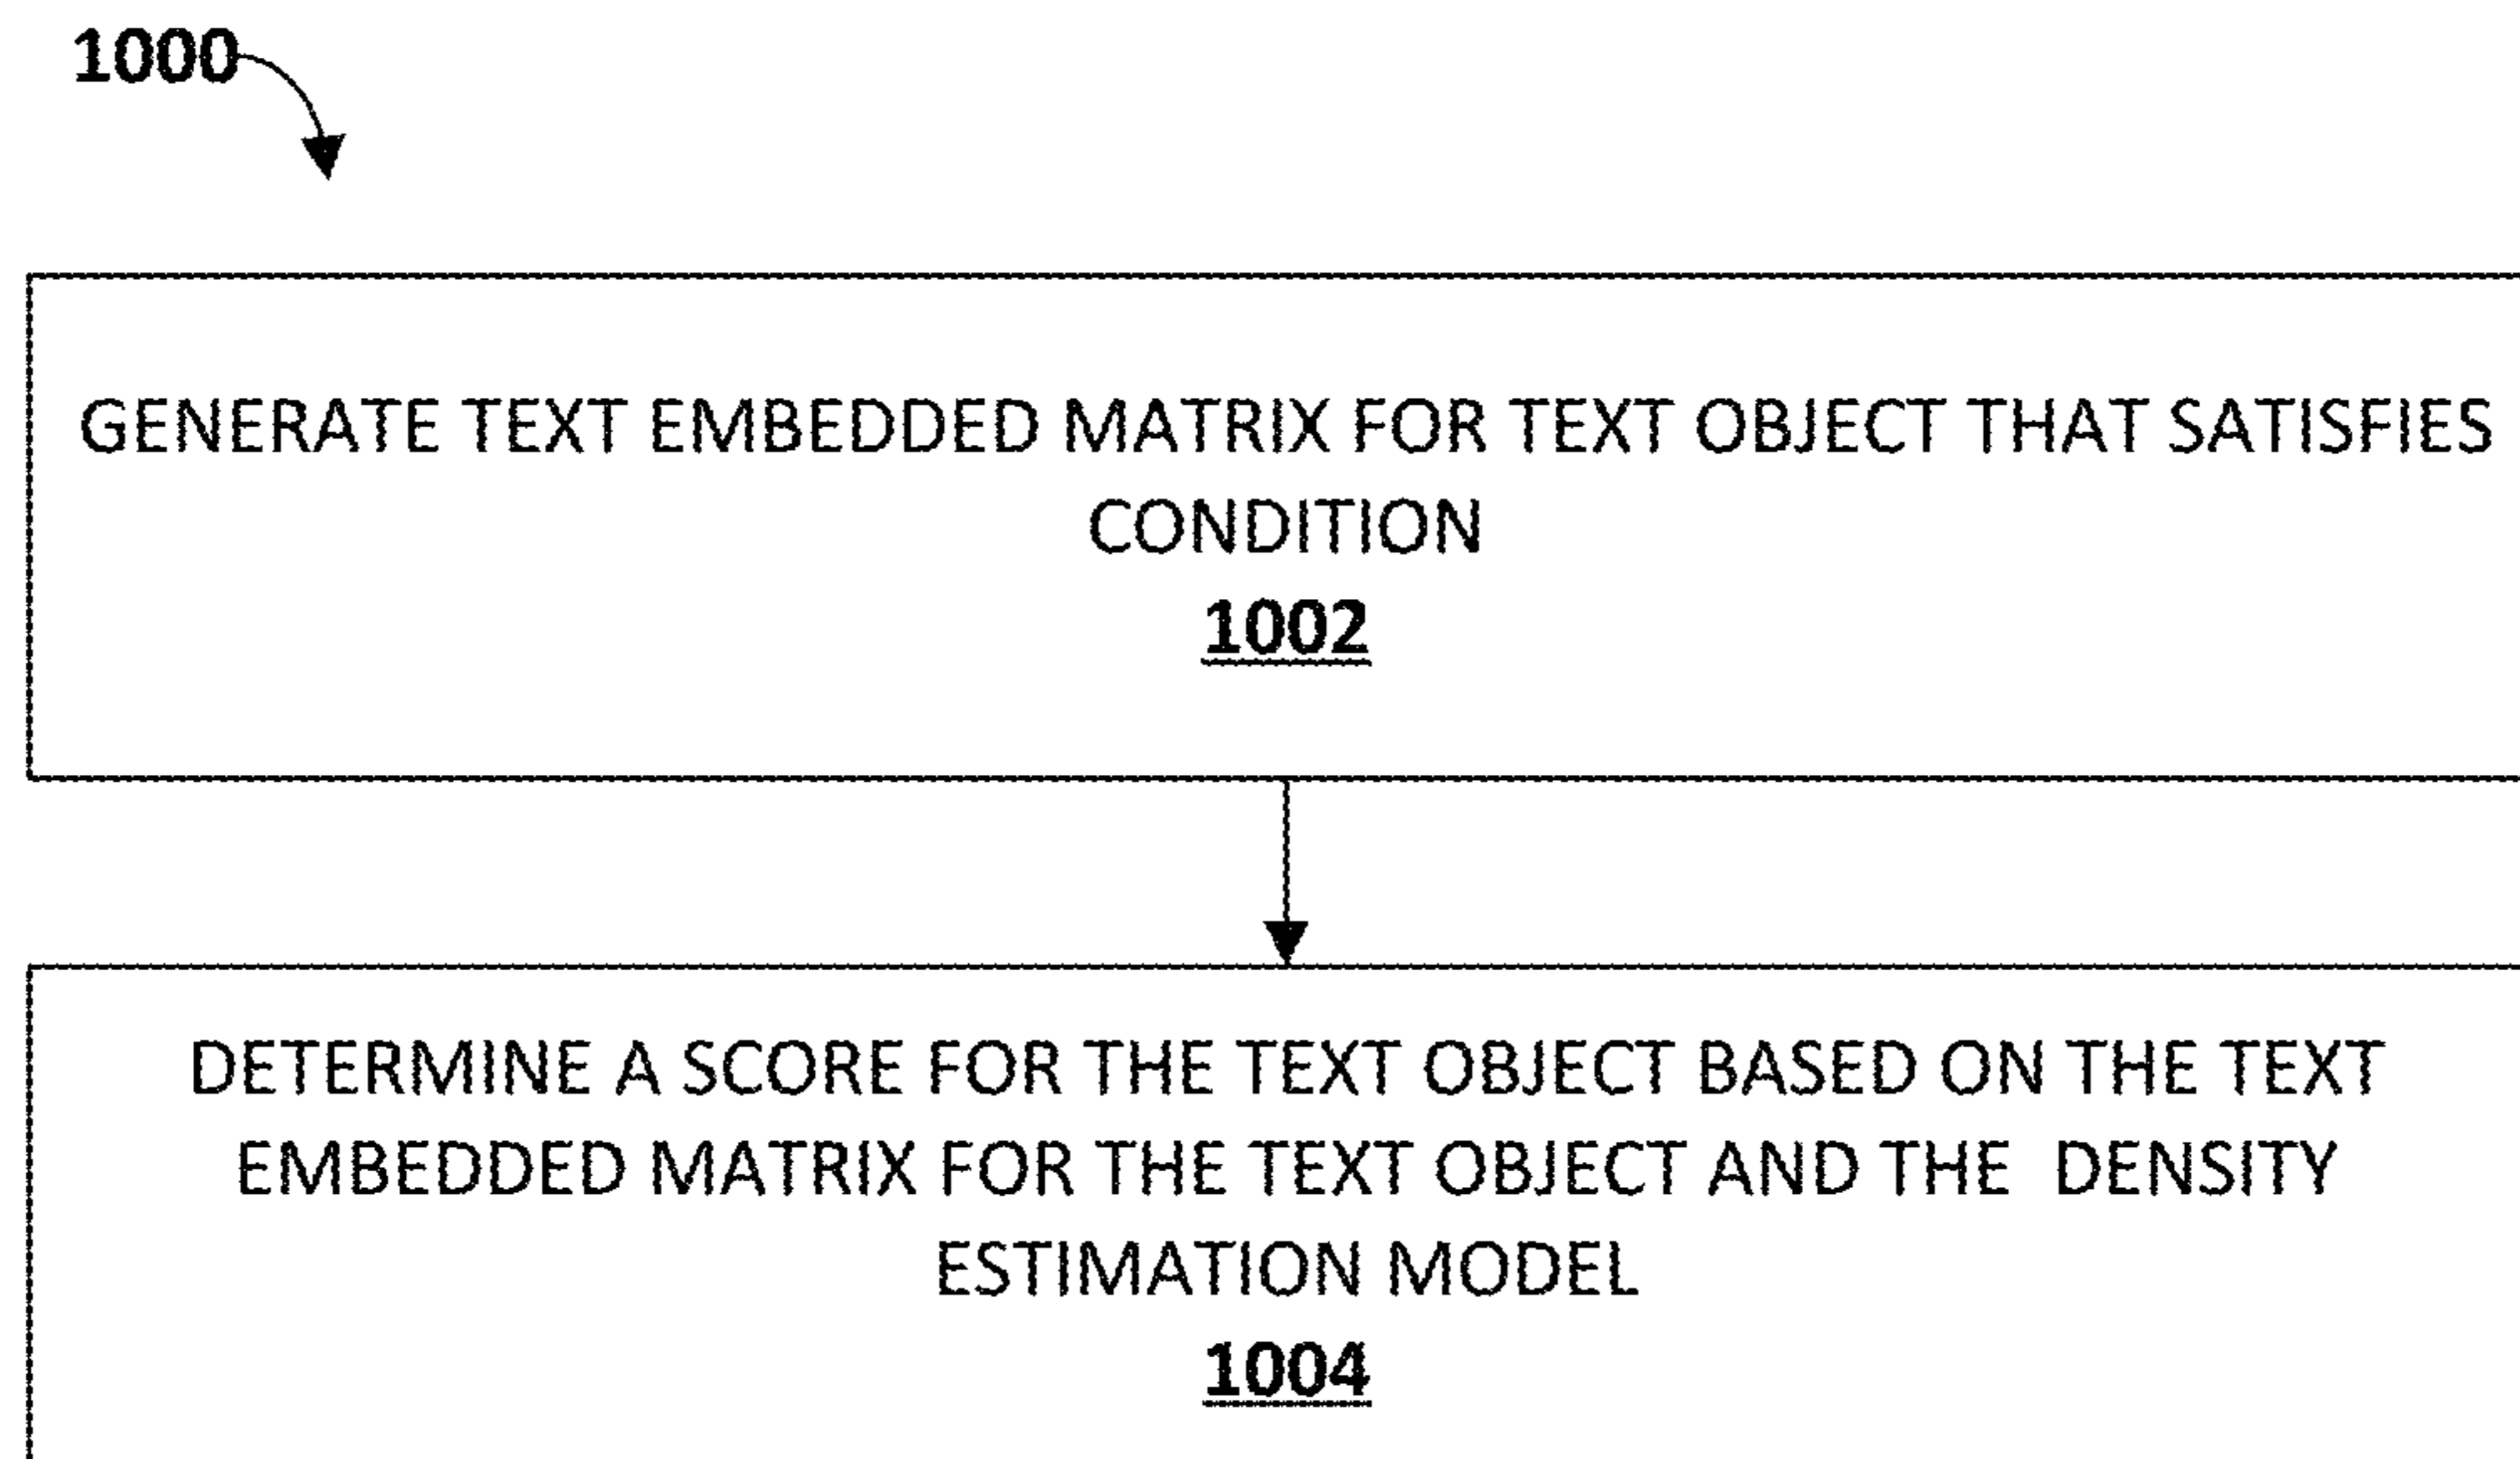 1000
GENERATE TEXT EMBEDDED MATRIX FOR TEXT OBJECT THAT SATISFIES
CONDITION
1002
DETERMINE A SCORE FOR THE TEXT OBJECT BASED ON THE TEXT
EMBEDDED MATRIX FOR THE TEXT OBJECT AND THE DENSITY
ESTIMATION MODEL
1004